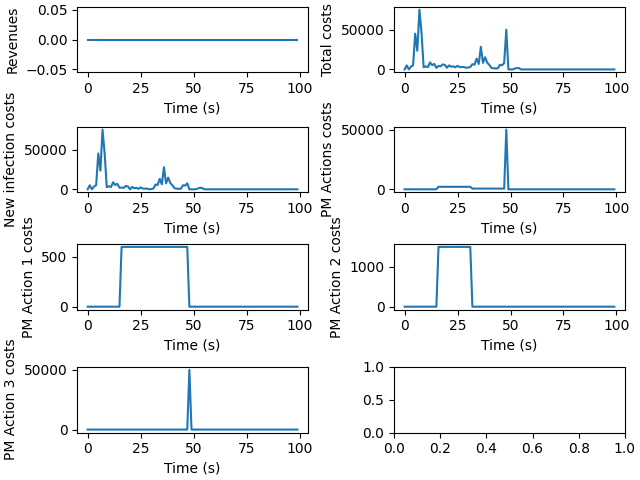 Revenues
0.05
0.00
−0.05
0 25 50 75 100
Time (s)
Total costs
50000
0
0 25 50 75 100
Time (s)
New infection costs
50000
0
0 25 50 75 100
Time (s)
PM Actions costs
50000
0
0 25 50 75 100
Time (s)
PM Action 1 costs
500
0
0 25 50 75 100
Time (s)
PM Action 2 costs
1000
0
0 25 50 75 100
Time (s)
PM Action 3 costs
50000
0
0 25 50 75 100
Time (s)
1.0
0.5
0.0
0.0 0.2 0.4 0.6 0.8 1.0